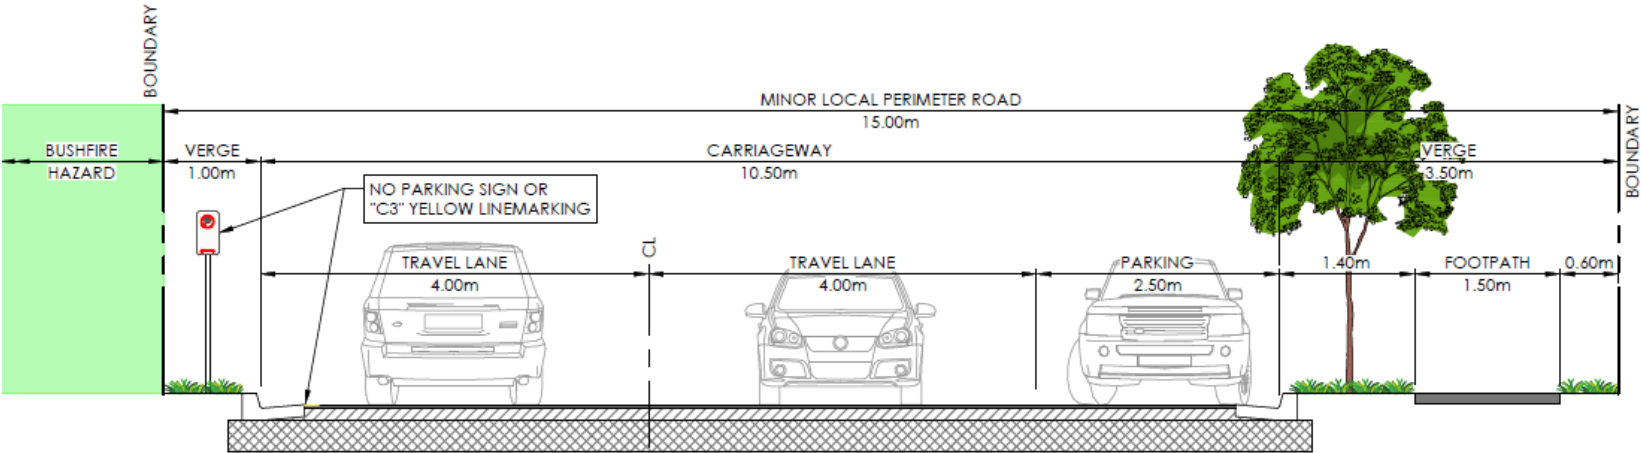 BOUNDARY
MINOR LOCAL PERIMETER ROAD
15.00m
BOUNDARY
BUSHFIRE
HAZARD
VERGE
1.00m
CARRIAGEWAY
10.50m
VERGE
3.50m
NO PARKING SIGN OR
"C3" YELLOW LINEMARKING
CL
TRAVEL LANE
4.00m
TRAVEL LANE
4.00m
PARKING
2.50m
1.40m
FOOTPATH
1.50m
0.60m